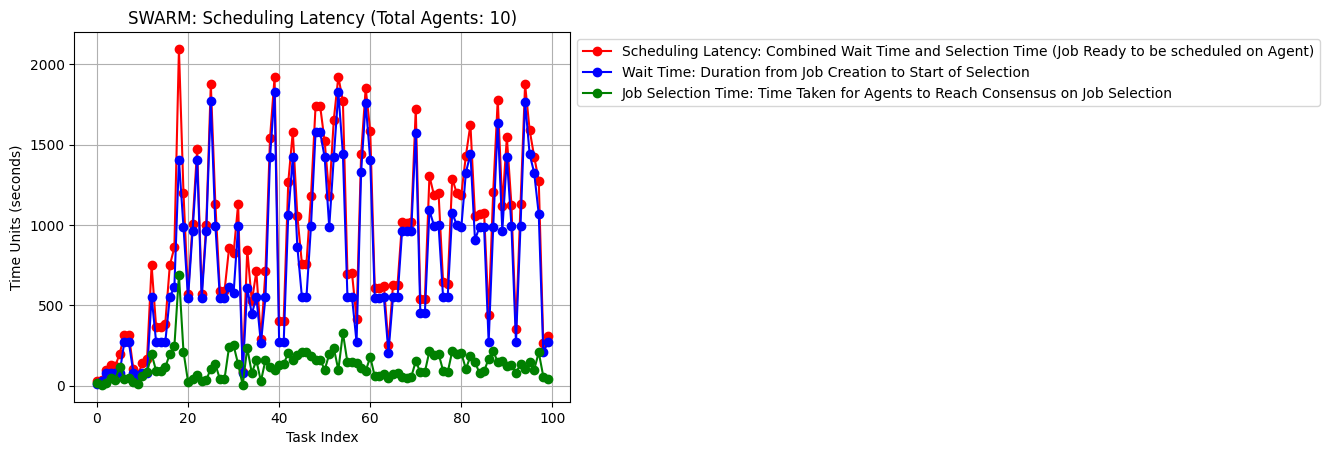 SWARM: Scheduling Latency (Total Agents: 10)
Scheduling Latency: Combined Wait Time and Selection Time (Job Ready to be scheduled on Agent)
Wait Time: Duration from Job Creation to Start of Selection
Job Selection Time: Time Taken for Agents to Reach Consensus on Job Selection
Time Units (seconds)
2000
1500
1000
500
0
0 20 40 60 80 100
Task Index